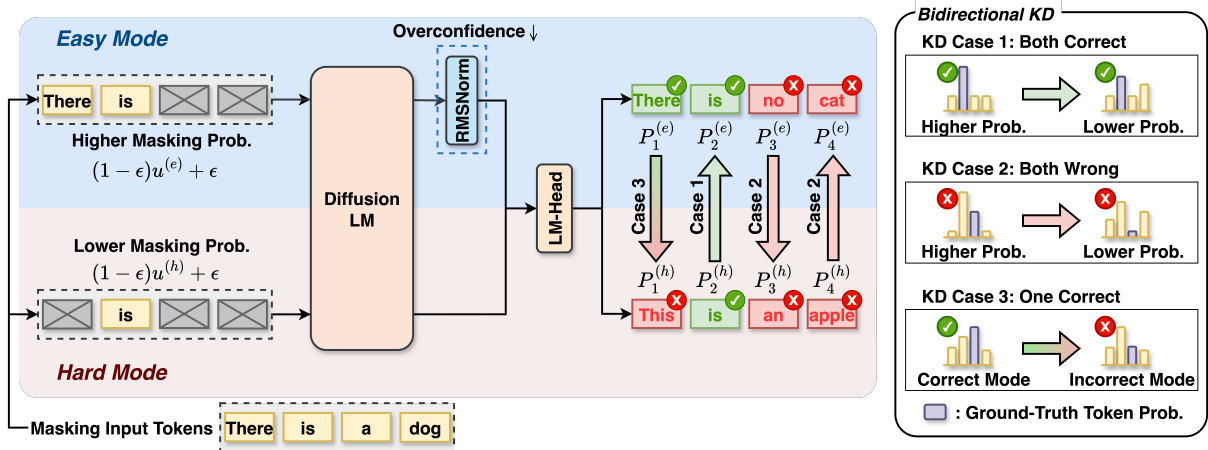 Easy Mode
There is
Higher Masking Prob.
(1 − ϵ)u^(e) + ϵ
Lower Masking Prob.
(1 − ϵ)u^(h) + ϵ
is
Hard Mode
Masking Input Tokens There is a dog
Diffusion
LM
Overconfidence ↓
RMSNorm
LM-Head
There is no cat
P_1^(e) P_2^(e) P_3^(e) P_4^(e)
Case 3 Case 1 Case 2 Case 2
P_1^(h) P_2^(h) P_3^(h) P_4^(h)
This is an apple
Bidirectional KD
KD Case 1: Both Correct
Higher Prob. Lower Prob.
KD Case 2: Both Wrong
Higher Prob. Lower Prob.
KD Case 3: One Correct
Correct Mode Incorrect Mode
: Ground-Truth Token Prob.